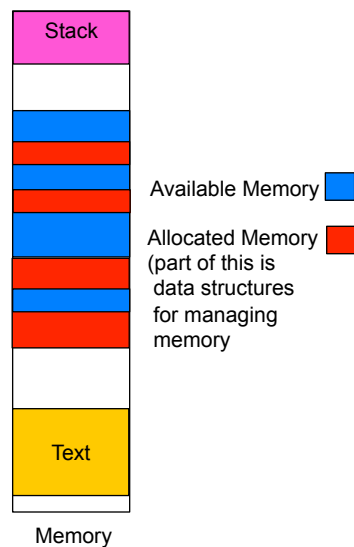 Stack
Available Memory
Allocated Memory
(part of this is
data structures
for managing
memory
Text
Memory